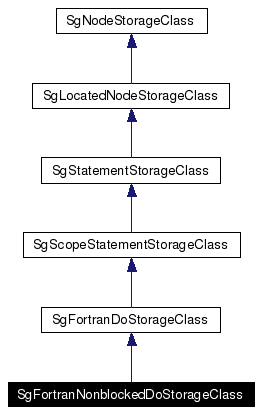 SgNodeStorageClass
SgLocatedNodeStorageClass
SgStatementStorageClass
SgScopeStatementStorageClass
SgFortranDoStorageClass
SgFortranNonblockedDoStorageClass